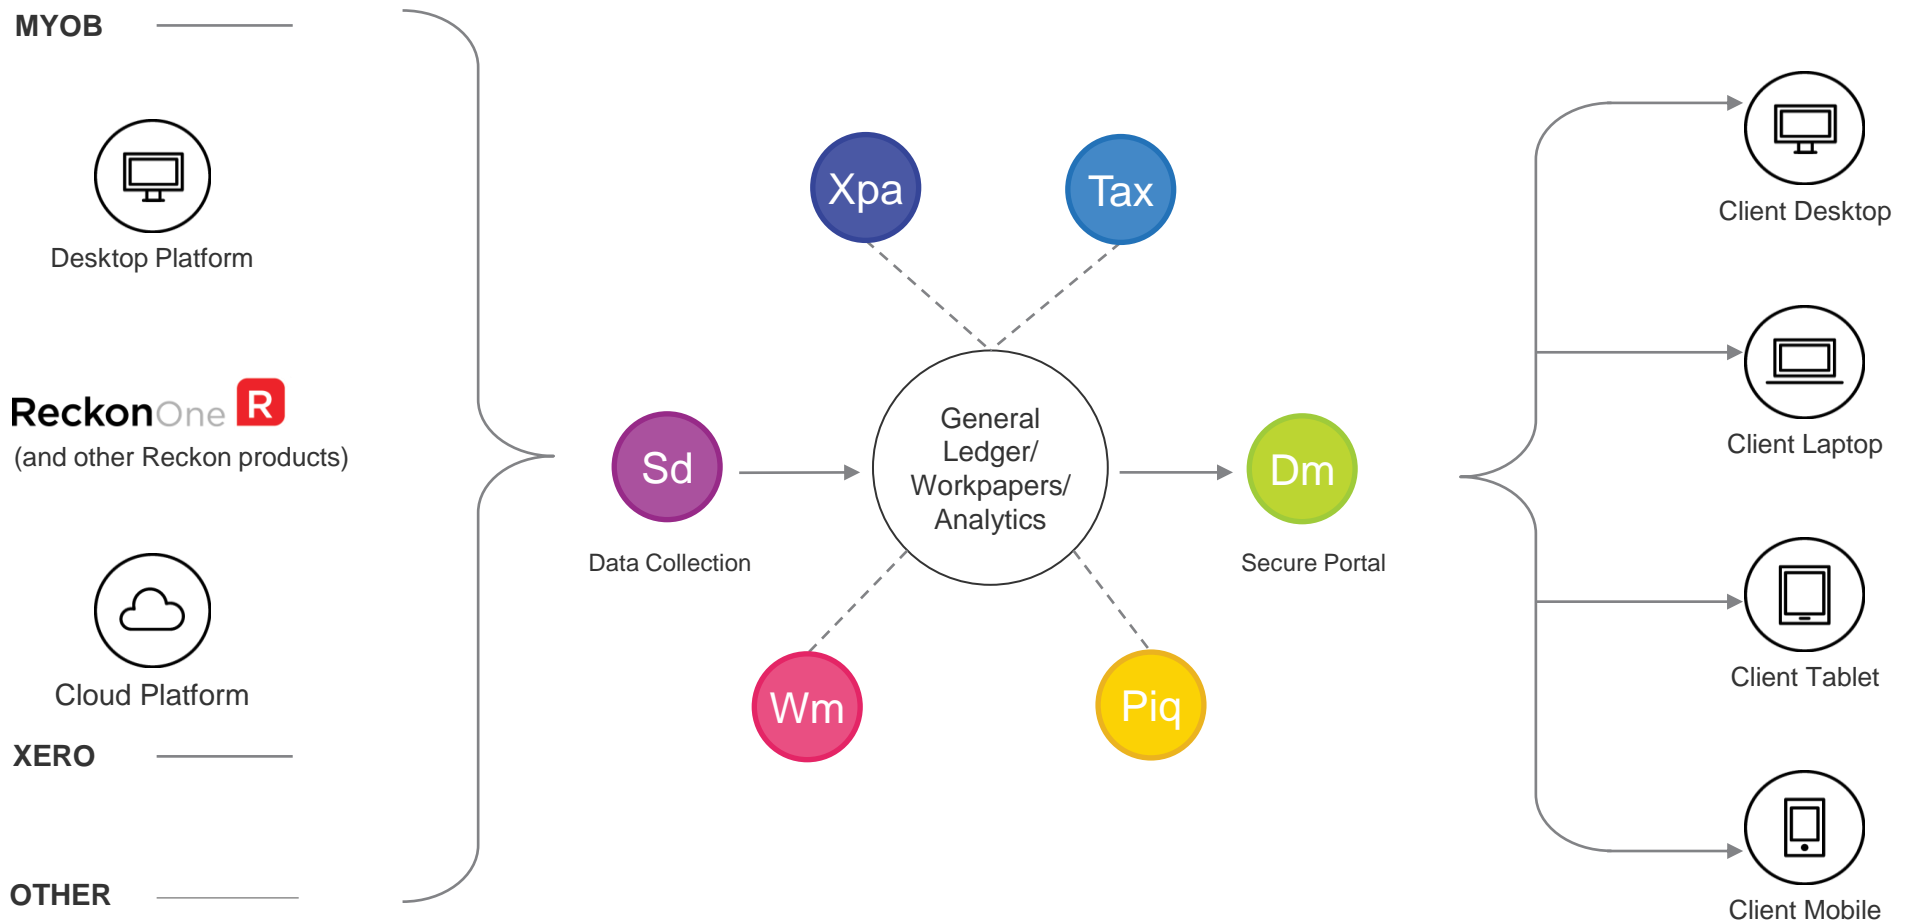 MYOB
Desktop Platform
ReckonOne R
(and other Reckon products)
Cloud Platform
XERO
OTHER
Sd
Data Collection
Xpa
Tax
General
Ledger/
Workpapers/
Analytics
Wm
Piq
Dm
Secure Portal
Client Desktop
Client Laptop
Client Tablet
Client Mobile